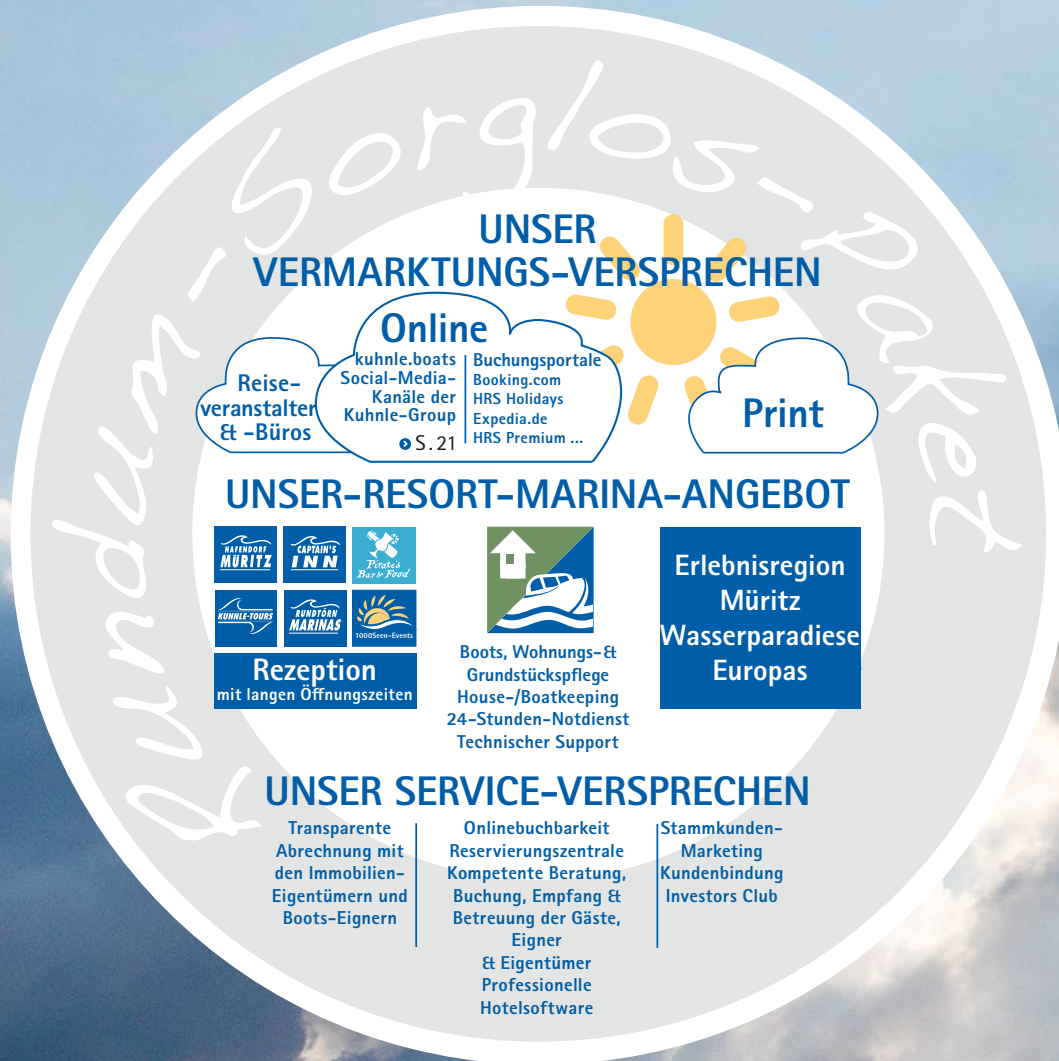 Rundum-Sorglos-Paket
UNSER
VERMARKTUNGS-VERSPRECHEN
Reise-
veranstalter
& -Büros
Online
kuhnle.boats
Social-Media-
Kanäle der
Kuhnle-Group
S. 21
Buchungsportale
Booking.com
HRS Holidays
Expedia.de
HRS Premium ...
Print
UNSER-RESORT-MARINA-ANGEBOT
HAFENDORF
MÜRITZ
CAPTAIN'S
INN
Pirate's
Bar & Food
KUHNLE-TOURS
RUNDTÖRN
MARINAS
1000Seen-Events
Rezeption
mit langen Öffnungszeiten
Boots, Wohnungs- &
Grundstückspflege
House-/Boatkeeping
24-Stunden-Notdienst
Technischer Support
Erlebnisregion
Müritz
Wasserparadiese
Europas
UNSER SERVICE-VERSPRECHEN
Transparente
Abrechnung mit
den Immobilien-
Eigentümern und
Boots-Eignern
Onlinebuchbarkeit
Reservierungszentrale
Kompetente Beratung,
Buchung, Empfang &
Betreuung der Gäste,
Eigner
& Eigentümer
Professionelle
Hotelsoftware
Stammkunden-
Marketing
Kundenbindung
Investors Club